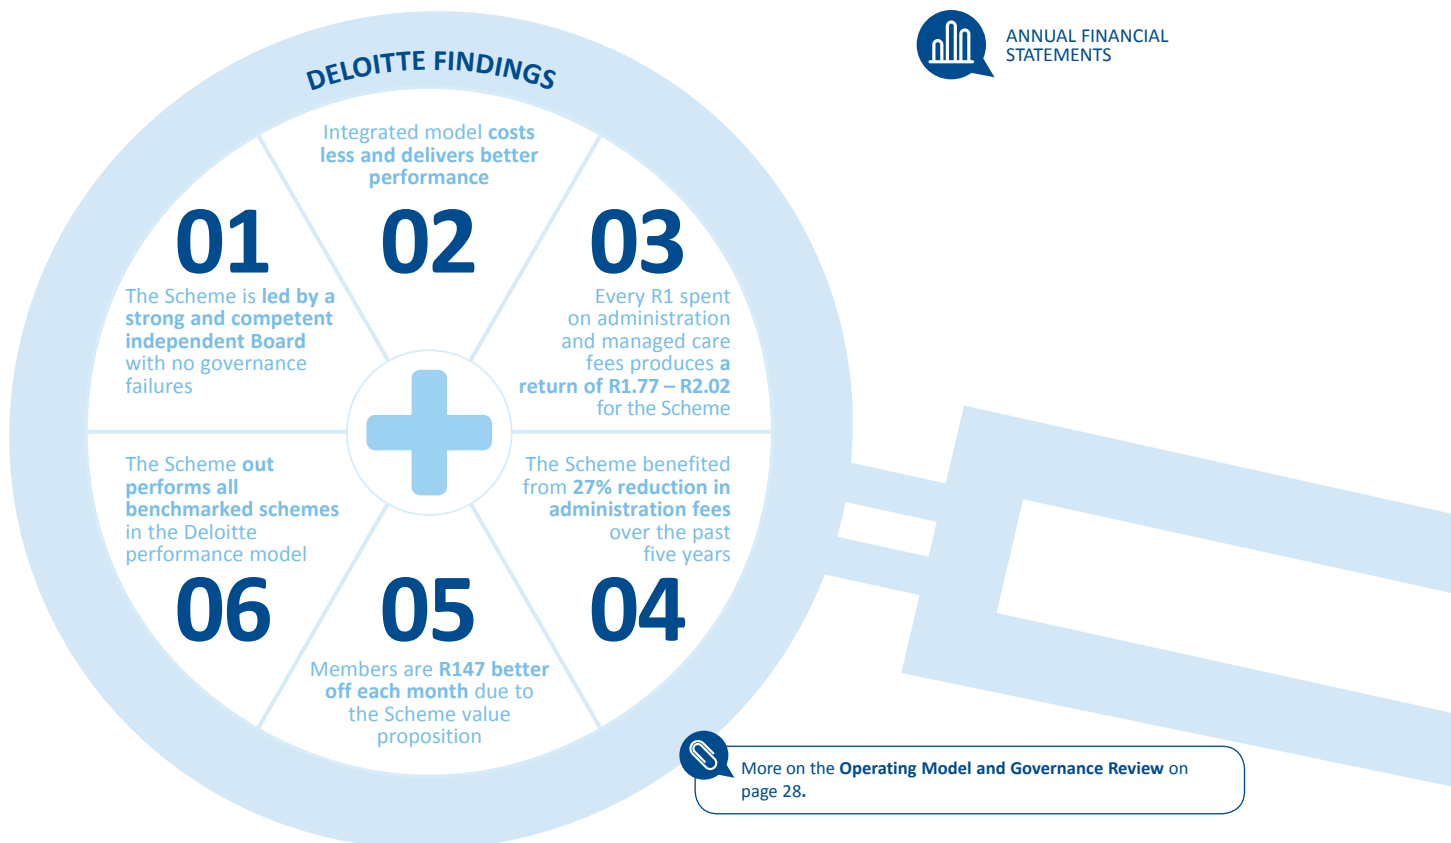 ANNUAL FINANCIAL
STATEMENTS
DELOITTE FINDINGS
01
The Scheme is led by a
strong and competent
independent Board
with no governance
failures
Integrated model costs
less and delivers better
performance
02
03
Every R1 spent
on administration
and managed care
fees produces a
return of R1.77 – R2.02
for the Scheme
The Scheme benefited
from 27% reduction in
administration fees
over the past
five years
04
05
Members are R147 better
off each month due to
the Scheme value
proposition
The Scheme out
performs all
benchmarked schemes
in the Deloitte
performance model
06
More on the Operating Model and Governance Review on
page 28.